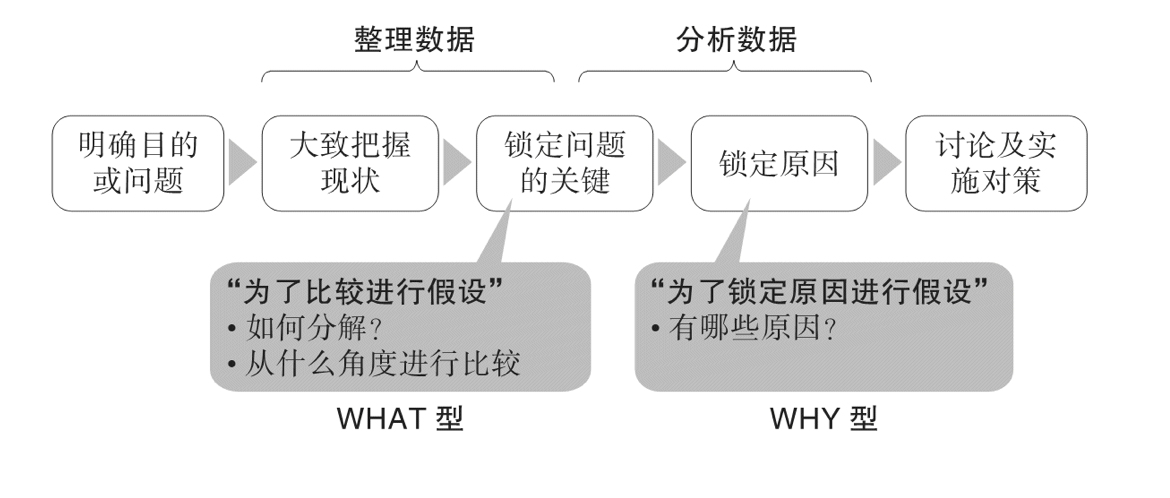 整理数据
分析数据
明确目的
或问题
大致把握
现状
锁定问题
的关键
锁定原因
讨论及实
施对策
“为了比较进行假设”
• 如何分解？
• 从什么角度进行比较
“为了锁定原因进行假设”
• 有哪些原因？
WHAT 型
WHY 型